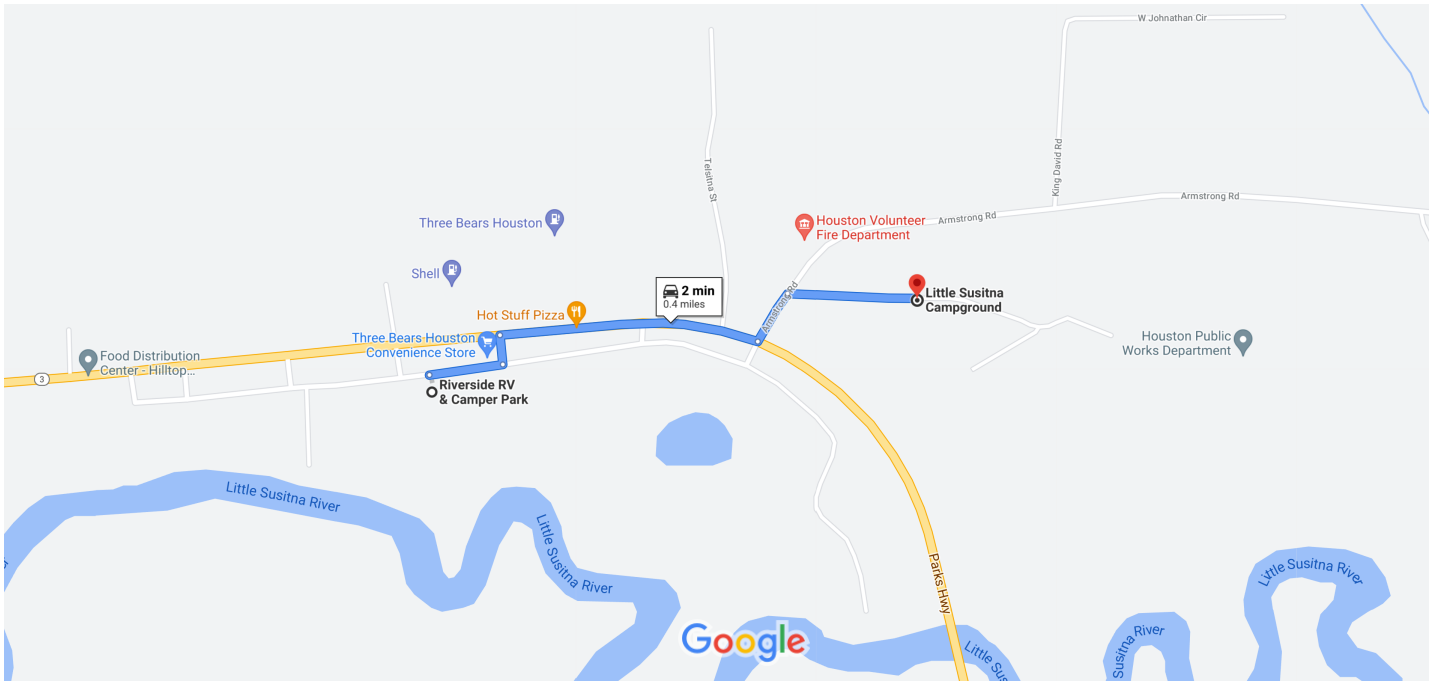 W Johnathan Cir
King David Rd
Telsitna St
Armstrong Rd
Three Bears Houston
Houston Volunteer
Fire Department
Armstrong Rd
Shell
2 min
0.4 miles
Little Susitna
Campground
Armstrong Rd
Hot Stuff Pizza
Three Bears Houston
Convenience Store
Houston Public
Works Department
Food Distribution
Center - Hilltop...
3
Riverside RV
& Camper Park
Little Susitna River
Little Susitna River
Parks Hwy
Little Susitna River
Google
Little Sus
Susitna River